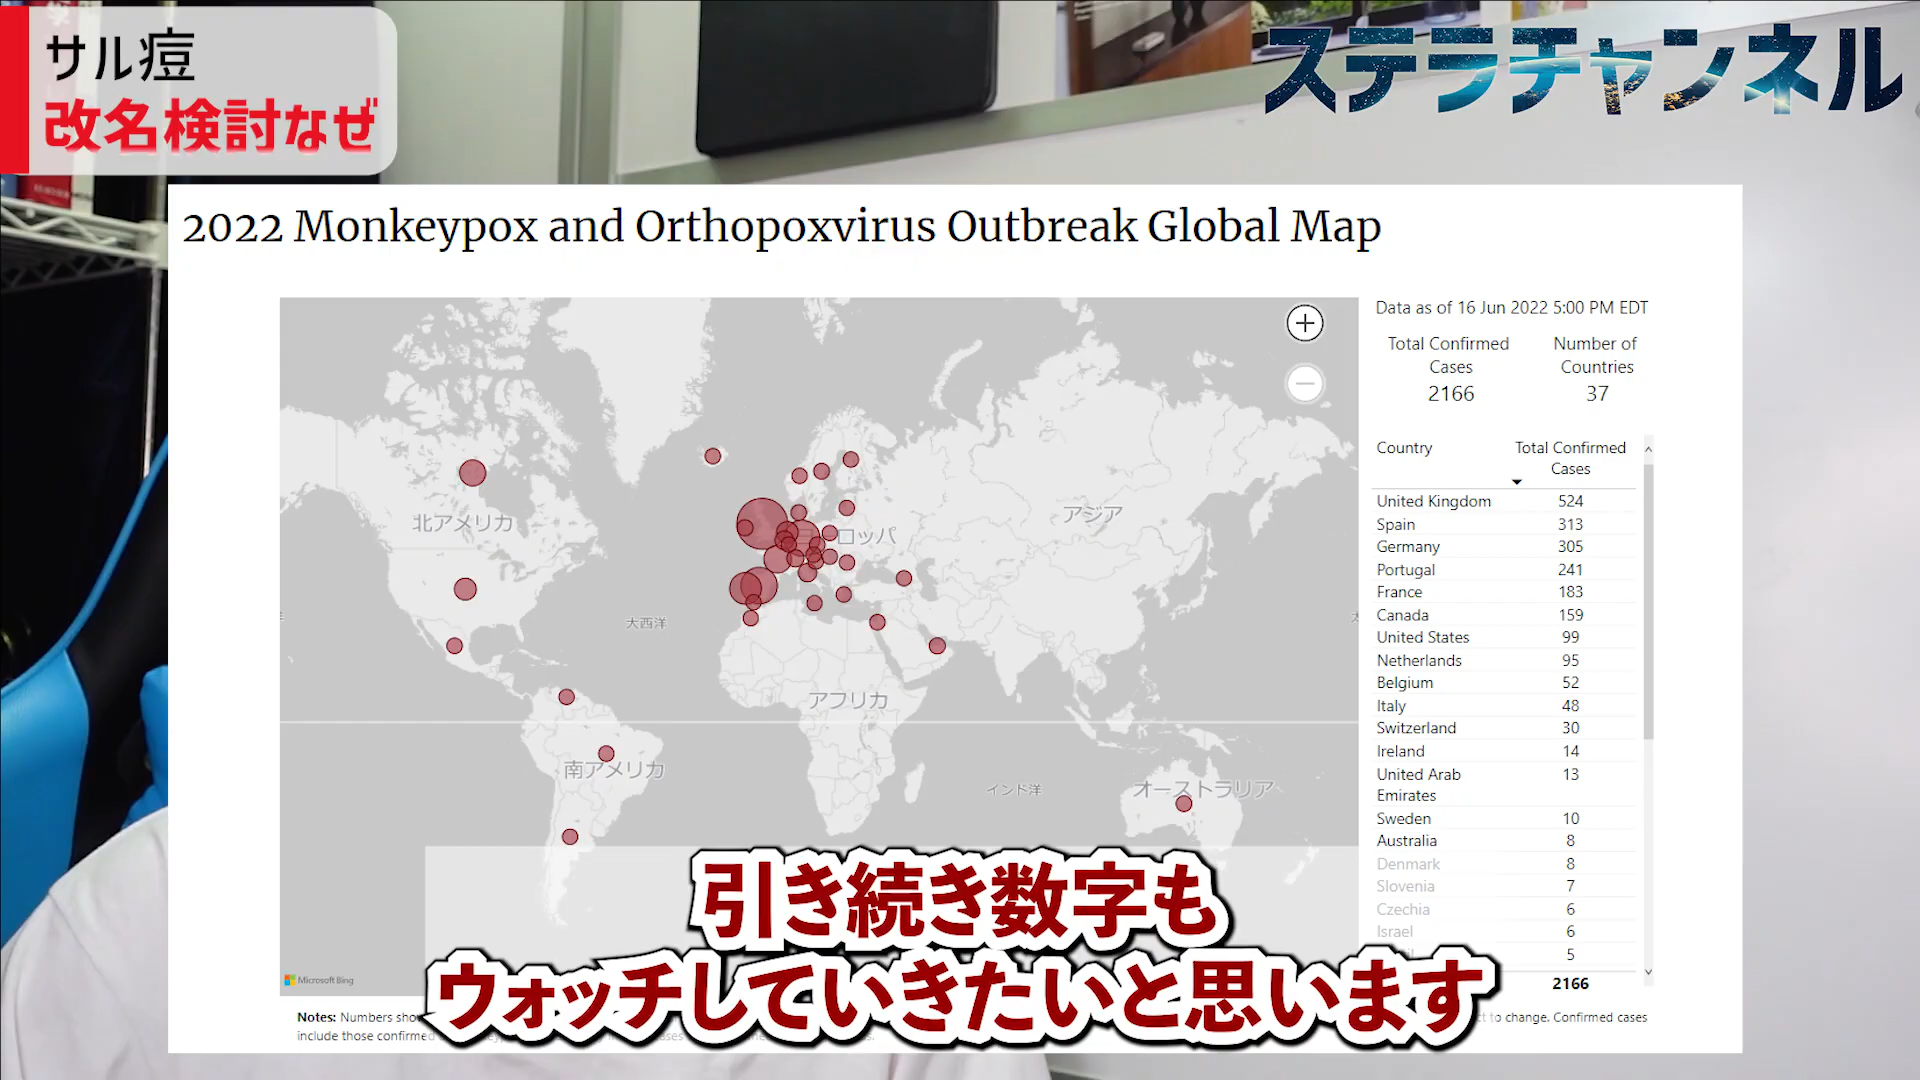 サル痘
改名検討なぜ
ステラチャンネル
2022 Monkeypox and Orthopoxvirus Outbreak Global Map
北アメリカ
ロッパ
アジア
大西洋
アフリカ
南アメリカ
インド洋
オーストラリア
Microsoft Bing
Data as of 16 Jun 2022 5:00 PM EDT
Total Confirmed Cases
2166
Number of Countries
37
Country Total Confirmed Cases
United Kingdom 524
Spain 313
Germany 305
Portugal 241
France 183
Canada 159
United States 99
Netherlands 95
Belgium 52
Italy 48
Switzerland 30
Ireland 14
United Arab Emirates 13
Sweden 10
Australia 8
Denmark 8
Slovenia 7
Czechia 6
Israel 6
5
2166
Notes: Numbers
to change. Confirmed cases
include those
引き続き数字も
ウォッチしていきたいと思います